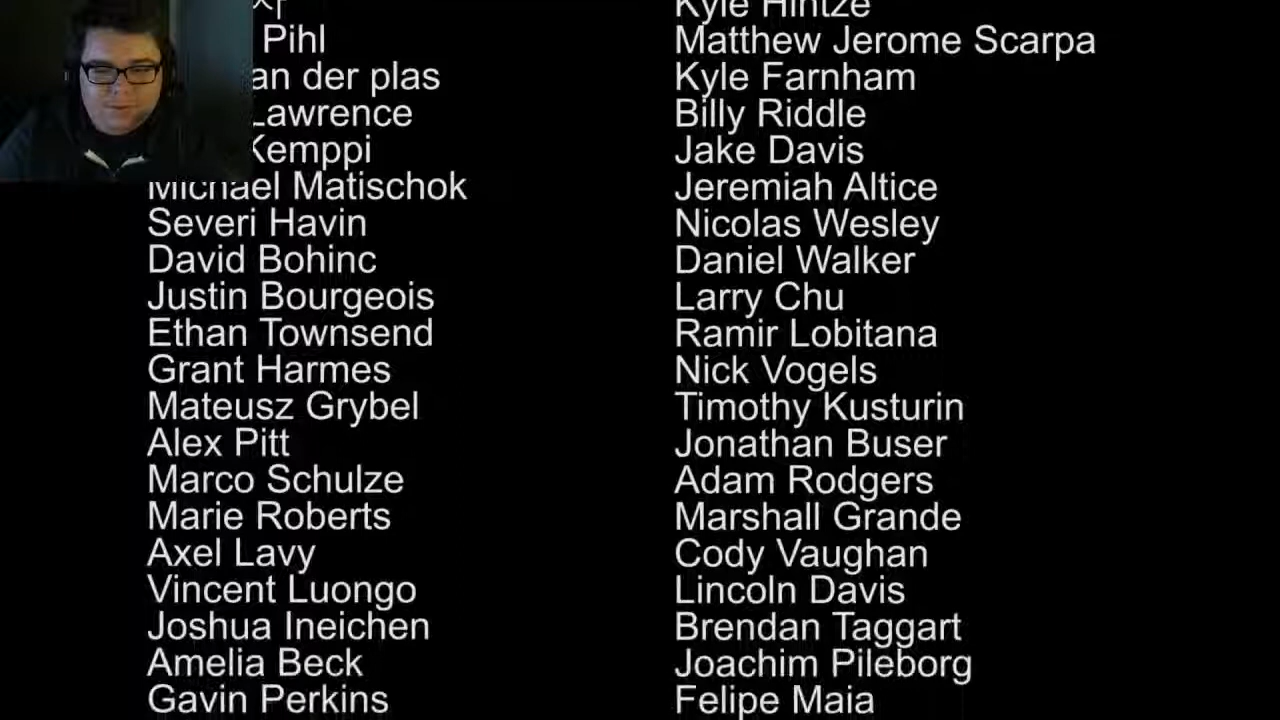 Pihl
an der plas
Lawrence
Kemppi
Michael Matischok
Severi Havin
David Bohinc
Justin Bourgeois
Ethan Townsend
Grant Harmes
Mateusz Grybel
Alex Pitt
Marco Schulze
Marie Roberts
Axel Lavy
Vincent Luongo
Joshua Ineichen
Amelia Beck
Gavin Perkins
Kyle Hintze
Matthew Jerome Scarpa
Kyle Farnham
Billy Riddle
Jake Davis
Jeremiah Altice
Nicolas Wesley
Daniel Walker
Larry Chu
Ramir Lobitana
Nick Vogels
Timothy Kusturin
Jonathan Buser
Adam Rodgers
Marshall Grande
Cody Vaughan
Lincoln Davis
Brendan Taggart
Joachim Pileborg
Felipe Maia